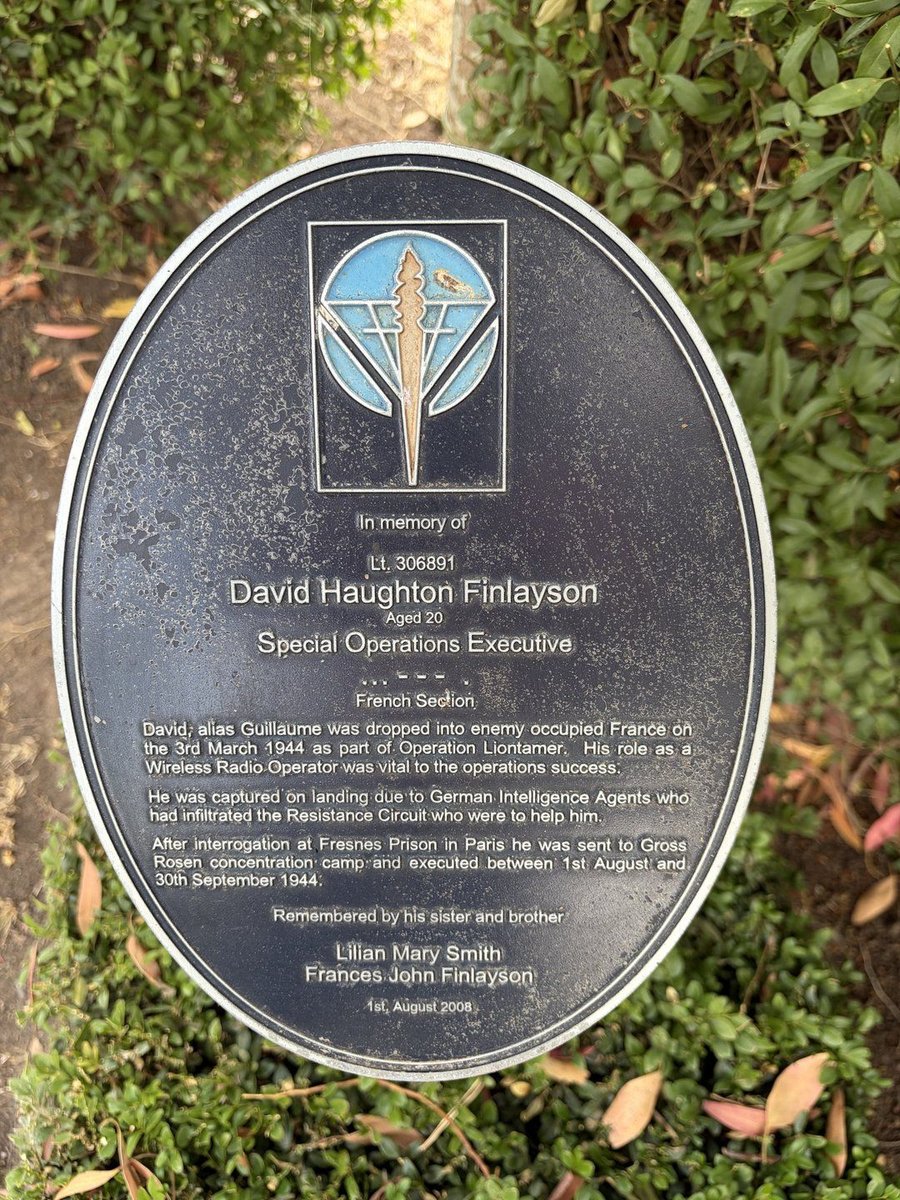 In memory of
Lt. 306891
David Haughton Finlayson
Aged 20
Special Operations Executive
... - - - .
French Section
David, alias Guillaume was dropped into enemy occupied France on
the 3rd March 1944 as part of Operation Liontamer. His role as a
Wireless Radio Operator was vital to the operations success.
He was captured on landing due to German Intelligence Agents who
had infiltrated the Resistance Circuit who were to help him.
After interrogation at Fresnes Prison in Paris he was sent to Gross
Rosen concentration camp and executed between 1st August and
30th September 1944.
Remembered by his sister and brother
Lilian Mary Smith
Frances John Finlayson
1st, August 2008